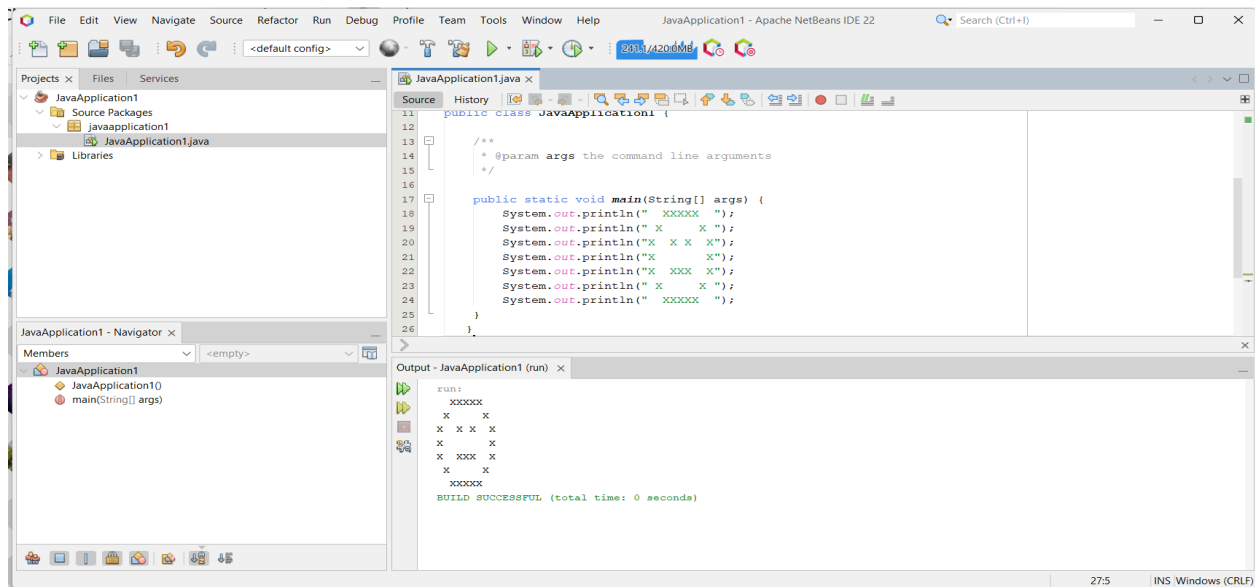 File Edit View Navigate Source Refactor Run Debug Profile Team Tools Window Help JavaApplication1 - Apache NetBeans IDE 22 Search (Ctrl+I)
<default config> 241.1/420.0MB
Projects Files Services
JavaApplication1
Source Packages
javaapplication1
JavaApplication1.java
Libraries
JavaApplication1.java
Source History
11 public class JavaApplication1 {
12
13 /**
14 * @param args the command line arguments
15 */
16
17 public static void main(String[] args) {
18 System.out.println("  XXXXX  ");
19 System.out.println(" X     X ");
20 System.out.println("X  X X  X");
21 System.out.println("X       X");
22 System.out.println("X  XXX  X");
23 System.out.println(" X     X ");
24 System.out.println("  XXXXX  ");
25 }
26 }
JavaApplication1 - Navigator
Members <empty>
JavaApplication1
JavaApplication1()
main(String[] args)
Output - JavaApplication1 (run)
run:
  XXXXX
 X     X
X  X X  X
X       X
X  XXX  X
 X     X
  XXXXX
BUILD SUCCESSFUL (total time: 0 seconds)
27:5 INS Windows (CRLF)